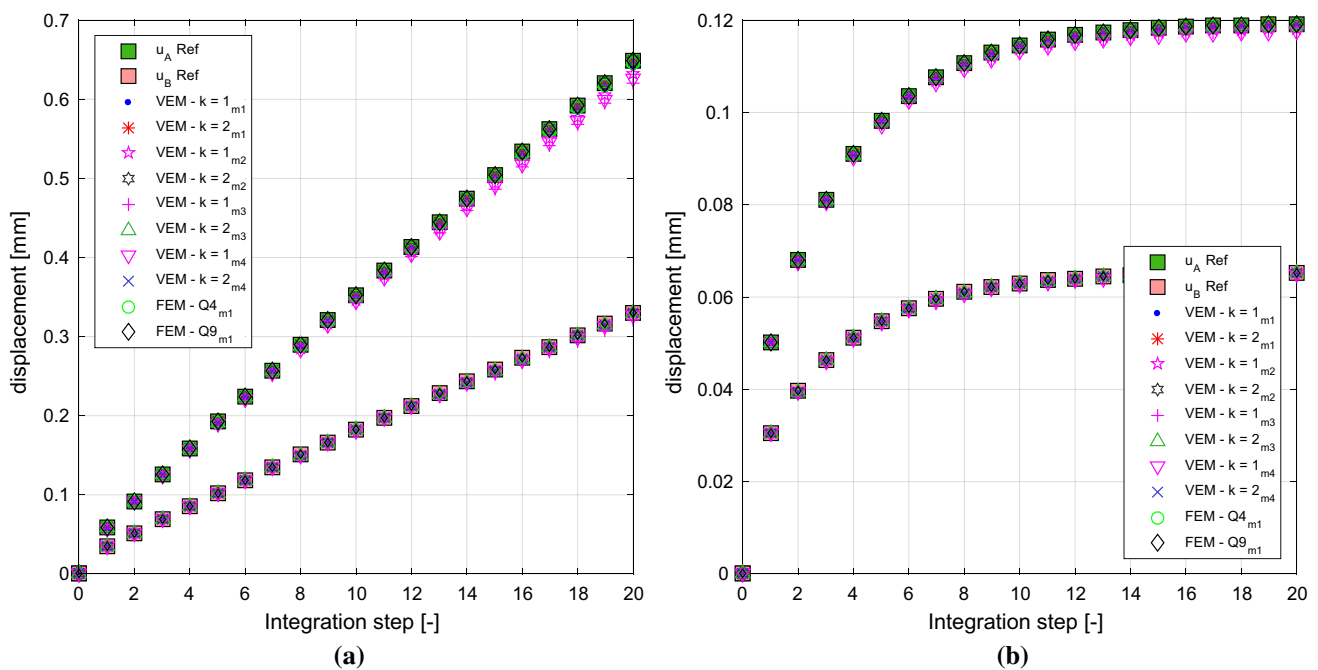 0.7
0.6
0.5
0.4
0.3
0.2
0.1
0
displacement [mm]
u_A Ref
u_B Ref
VEM - k = 1_m1
VEM - k = 2_m1
VEM - k = 1_m2
VEM - k = 2_m2
VEM - k = 1_m3
VEM - k = 2_m3
VEM - k = 1_m4
VEM - k = 2_m4
FEM - Q4_m1
FEM - Q9_m1
0 2 4 6 8 10 12 14 16 18 20
Integration step [-]
(a)
0.12
0.1
0.08
0.06
0.04
0.02
0
displacement [mm]
u_A Ref
u_B Ref
VEM - k = 1_m1
VEM - k = 2_m1
VEM - k = 1_m2
VEM - k = 2_m2
VEM - k = 1_m3
VEM - k = 2_m3
VEM - k = 1_m4
VEM - k = 2_m4
FEM - Q4_m1
FEM - Q9_m1
0 2 4 6 8 10 12 14 16 18 20
Integration step [-]
(b)